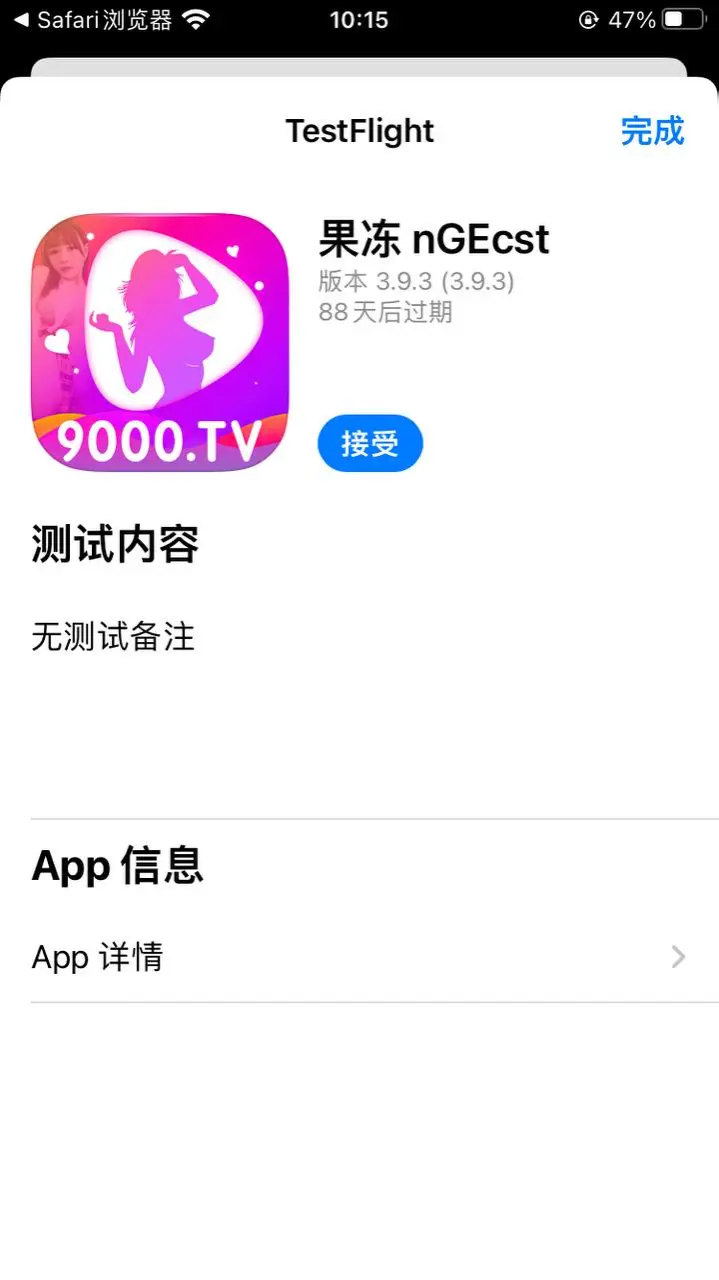 Safari浏览器
10:15
47%
TestFlight
完成
果冻 nGEcst
版本 3.9.3 (3.9.3)
88天后过期
9000.TV
接受
测试内容
无测试备注
App 信息
App 详情